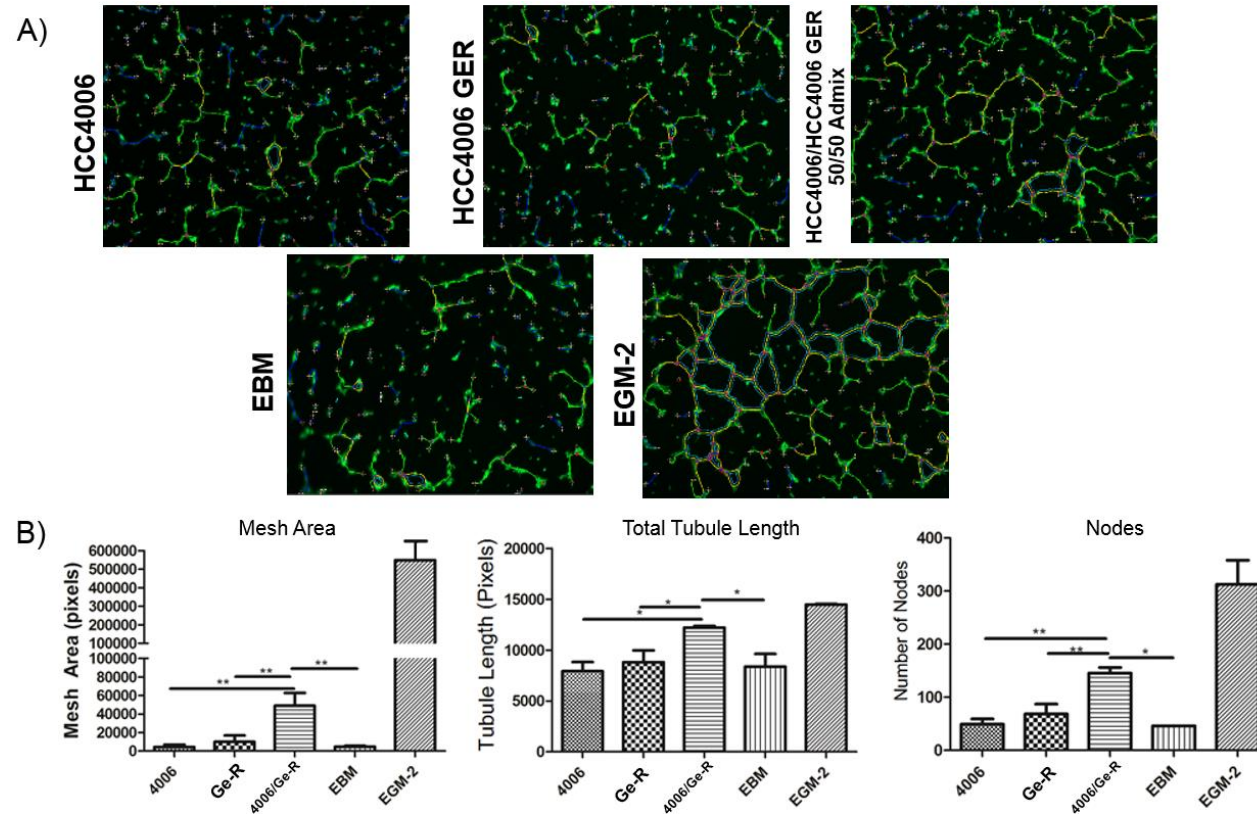 A)
HCC4006
HCC4006 GER
HCC4006/HCC4006 GER
50/50 Admix
EBM
EGM-2
B)
Mesh Area
Mesh Area (pixels)
600000
500000
400000
300000
200000
100000
100000
80000
60000
40000
20000
0
**
**
**
4006
Ge-R
4006/Ge-R
EBM
EGM-2
Total Tubule Length
Tubule Length (Pixels)
20000
15000
10000
5000
0
*
*
*
4006
Ge-R
4006/Ge-R
EBM
EGM-2
Nodes
Number of Nodes
400
300
200
100
0
**
**
*
4006
Ge-R
4006/Ge-R
EBM
EGM-2